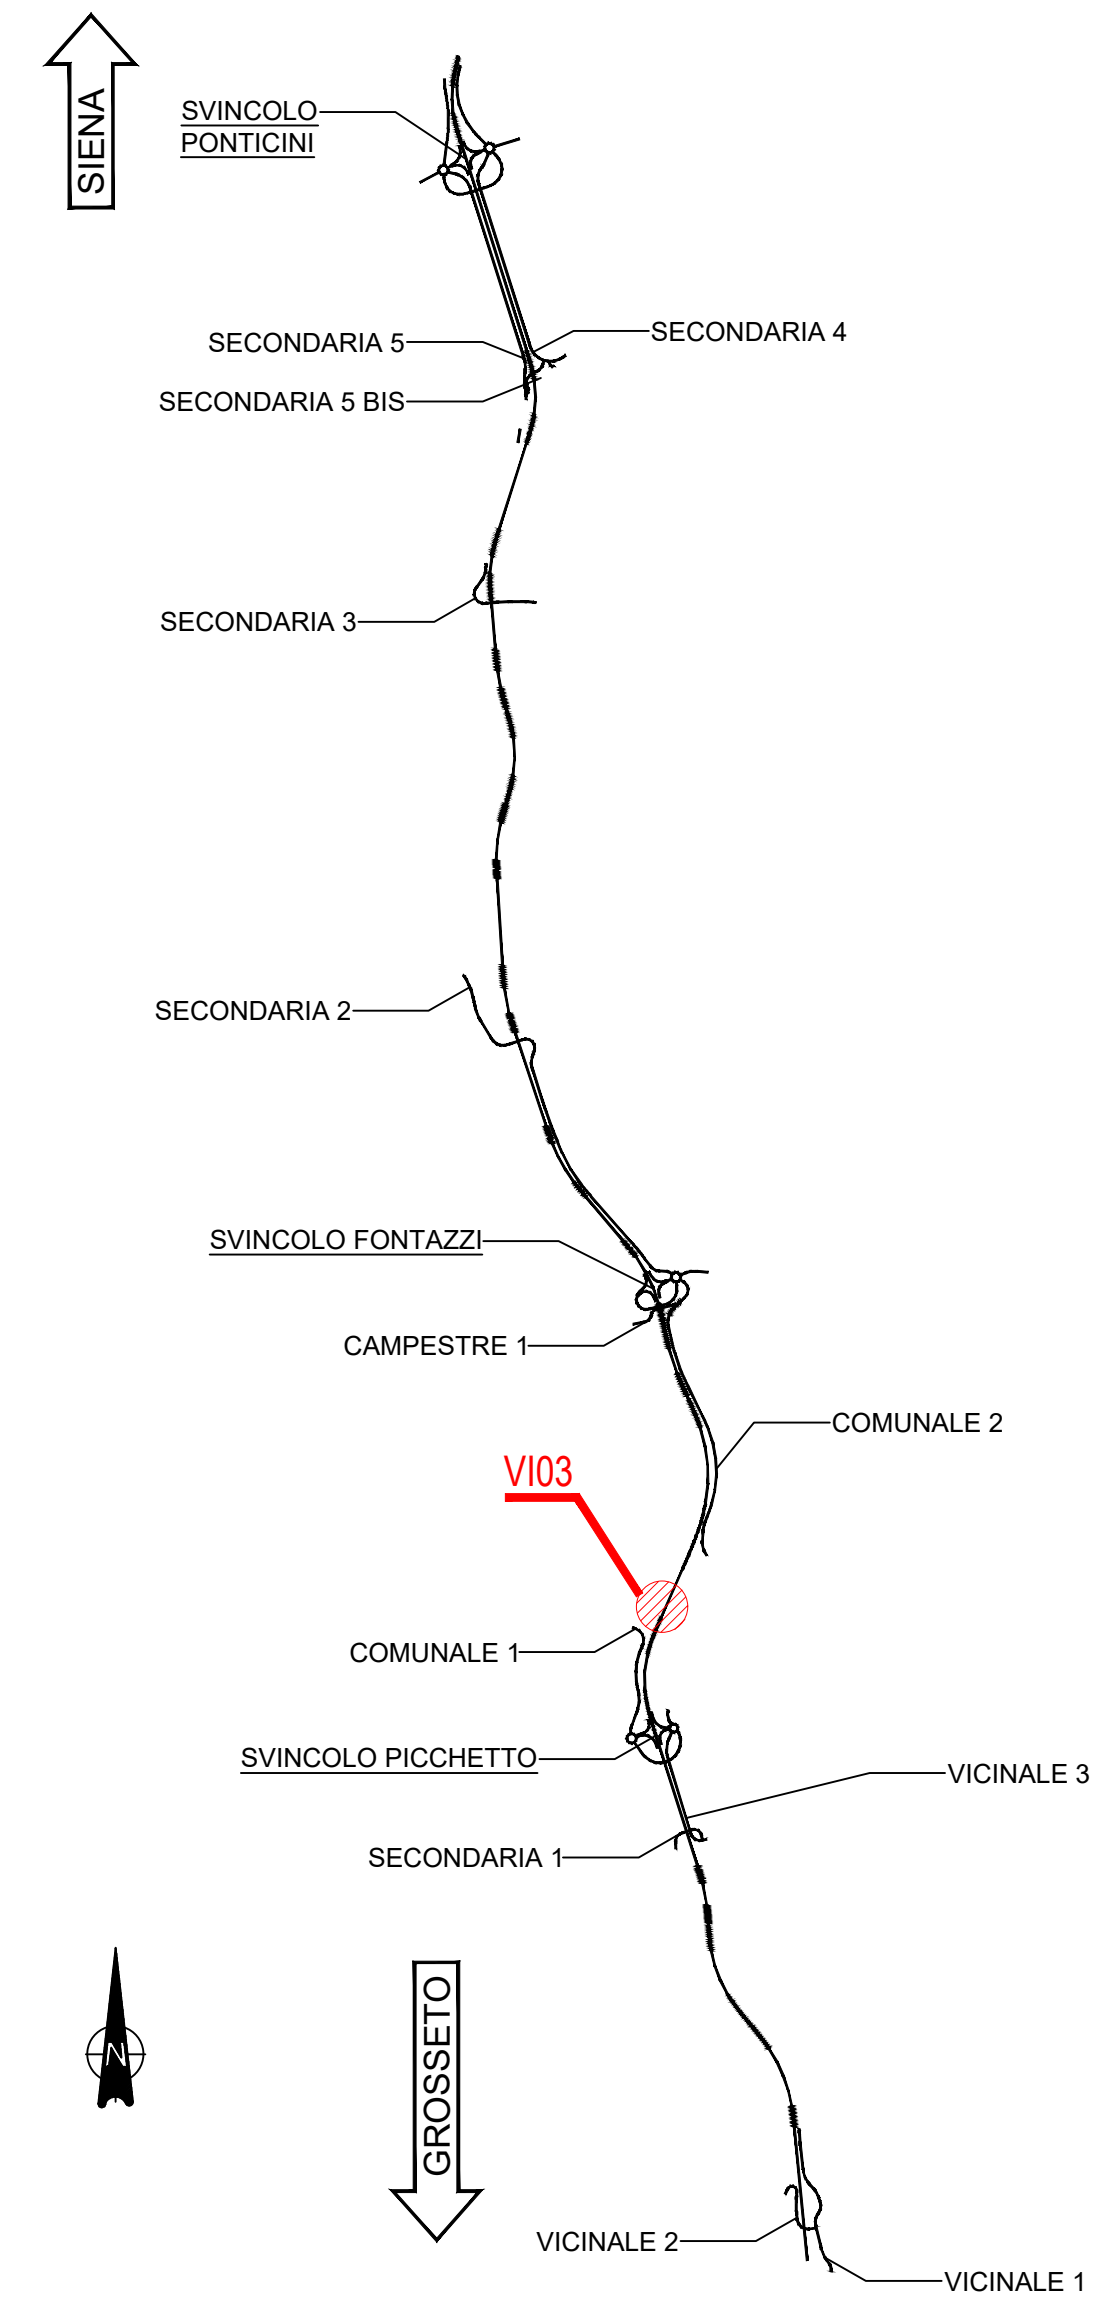 SIENA
SVINCOLO
PONTICINI
SECONDARIA 4
SECONDARIA 5
SECONDARIA 5 BIS
SECONDARIA 3
SECONDARIA 2
SVINCOLO FONTAZZI
CAMPESTRE 1
COMUNALE 2
VI03
COMUNALE 1
SVINCOLO PICCHETTO
VICINALE 3
SECONDARIA 1
N
GROSSETO
VICINALE 2
VICINALE 1